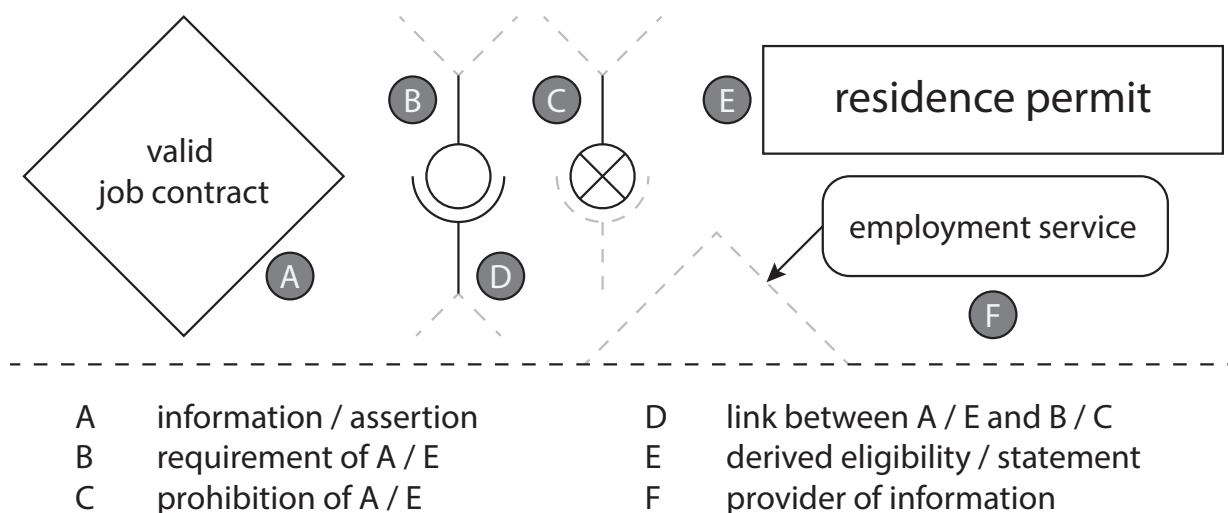 valid
job contract
A
B
C
D
E
residence permit
employment service
F
A information / assertion
B requirement of A / E
C prohibition of A / E
D link between A / E and B / C
E derived eligibility / statement
F provider of information